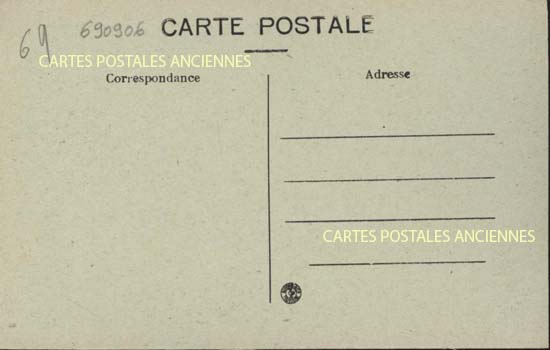 69
690906 CARTE POSTALE
CARTES POSTALES ANCIENNES
Correspondance
Adresse
CARTES POSTALES ANCIENNES